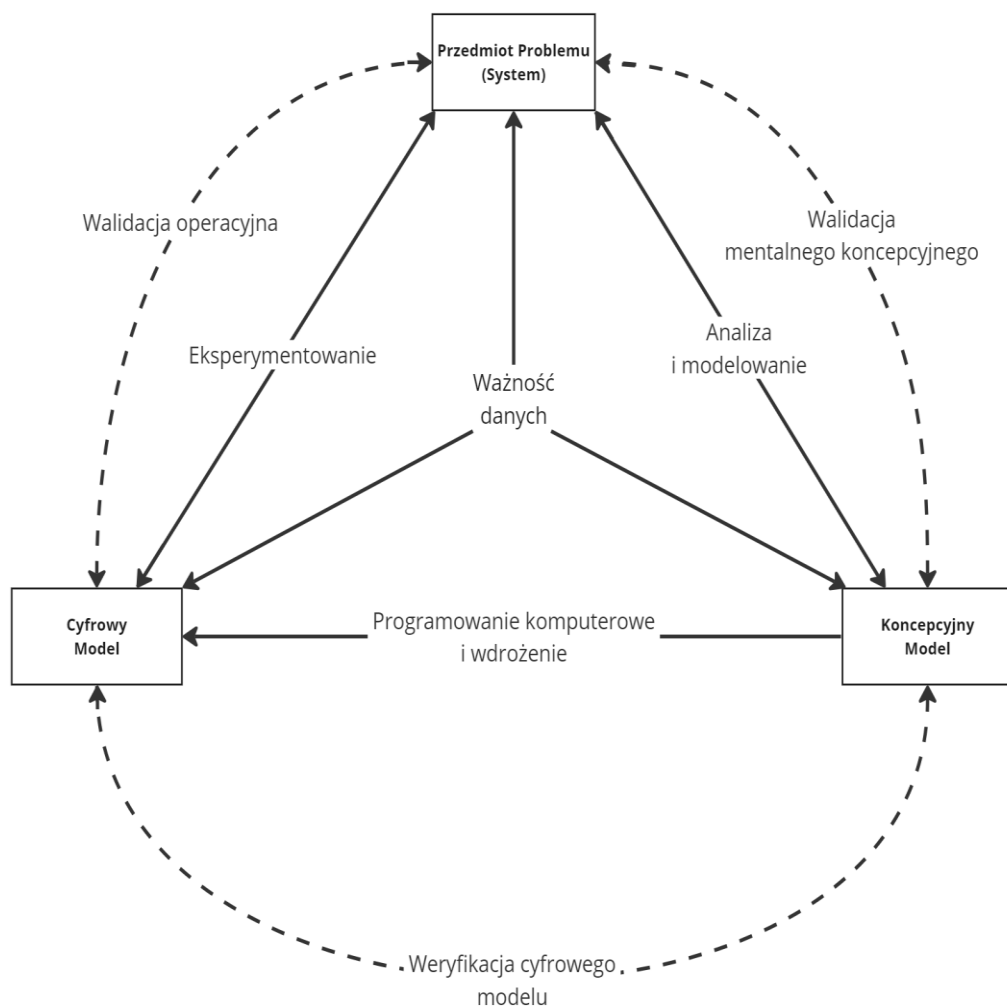 Przedmiot Problemu
(System)
Walidacja operacyjna
Walidacja
mentalnego koncepcyjnego
Eksperymentowanie
Analiza
i modelowanie
Ważność
danych
Cyfrowy
Model
Programowanie komputerowe
i wdrożenie
Koncepcyjny
Model
Weryfikacja cyfrowego
modelu